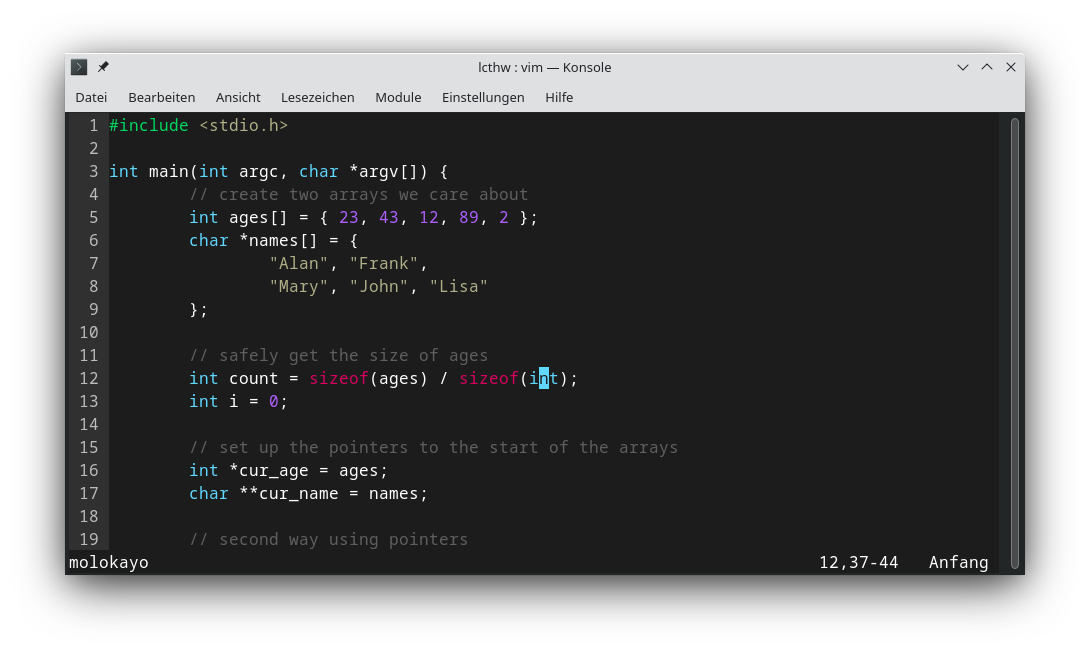 lcthw : vim — Konsole
Datei Bearbeiten Ansicht Lesezeichen Module Einstellungen Hilfe
1 #include <stdio.h>
2
3 int main(int argc, char *argv[]) {
4         // create two arrays we care about
5         int ages[] = { 23, 43, 12, 89, 2 };
6         char *names[] = {
7                 "Alan", "Frank",
8                 "Mary", "John", "Lisa"
9         };
10
11         // safely get the size of ages
12         int count = sizeof(ages) / sizeof(int);
13         int i = 0;
14
15         // set up the pointers to the start of the arrays
16         int *cur_age = ages;
17         char **cur_name = names;
18
19         // second way using pointers
molokayo 12,37-44 Anfang